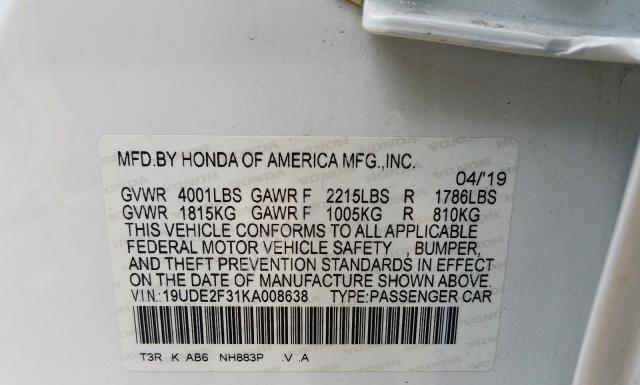 MFD.BY HONDA OF AMERICA MFG.,INC.
04/'19
GVWR 4001LBS GAWR F 2215LBS R 1786LBS
GVWR 1815KG GAWR F 1005KG R 810KG
THIS VEHICLE CONFORMS TO ALL APPLICABLE
FEDERAL MOTOR VEHICLE SAFETY , BUMPER,
AND THEFT PREVENTION STANDARDS IN EFFECT
ON THE DATE OF MANUFACTURE SHOWN ABOVE.
VIN:19UDE2F31KA008638 TYPE:PASSENGER CAR
T3R K AB6 NH883P .V .A